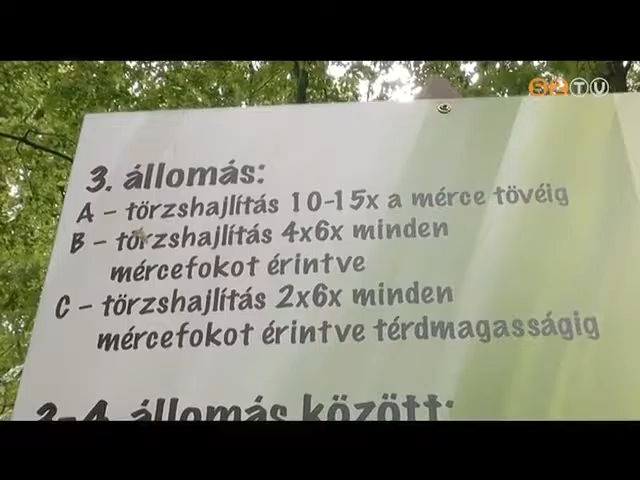 SzTV
3. állomás:
A – törzshajlítás 10-15x a mérce tövéig
B – törzshajlítás 4x6x minden
mércefokot érintve
C – törzshajlítás 2x6x minden
mércefokot érintve térdmagasságig
3-4. állomás között: